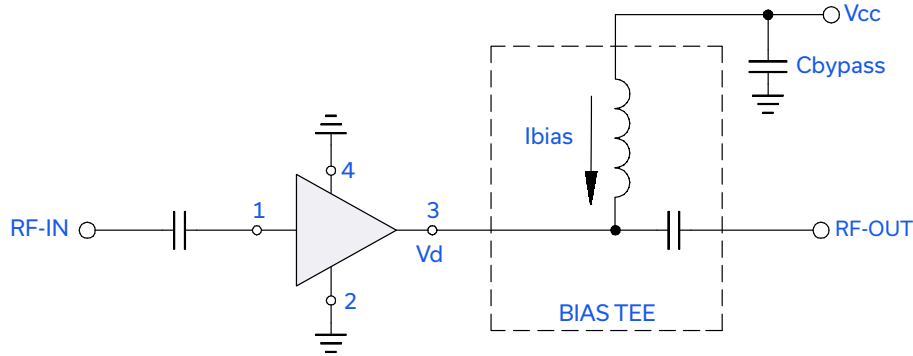 Vcc
Cbypass
Ibias
4
RF-IN
1
3
RF-OUT
Vd
2
BIAS TEE